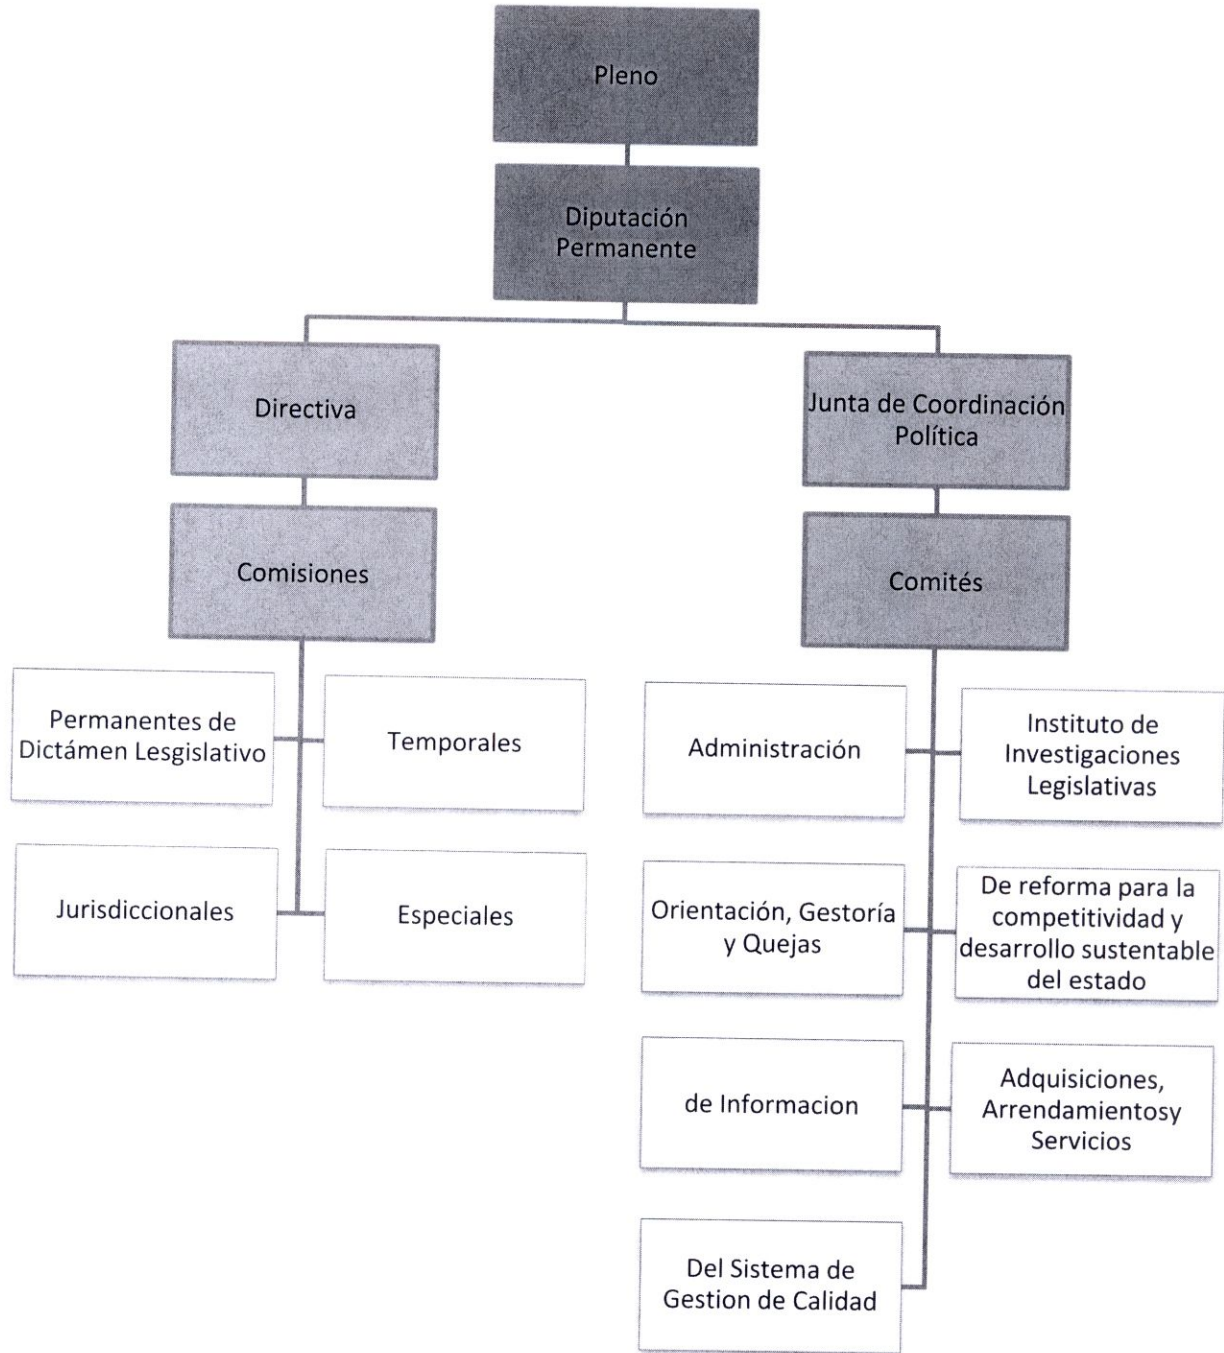 Pleno
Diputación
Permanente
Directiva
Junta de Coordinación
Política
Comisiones
Comités
Permanentes de
Dictámen Lesgislativo
Temporales
Jurisdiccionales
Especiales
Administración
Instituto de
Investigaciones
Legislativas
Orientación, Gestoría
y Quejas
De reforma para la
competitividad y
desarrollo sustentable
del estado
de Informacion
Adquisiciones,
Arrendamientosy
Servicios
Del Sistema de
Gestion de Calidad